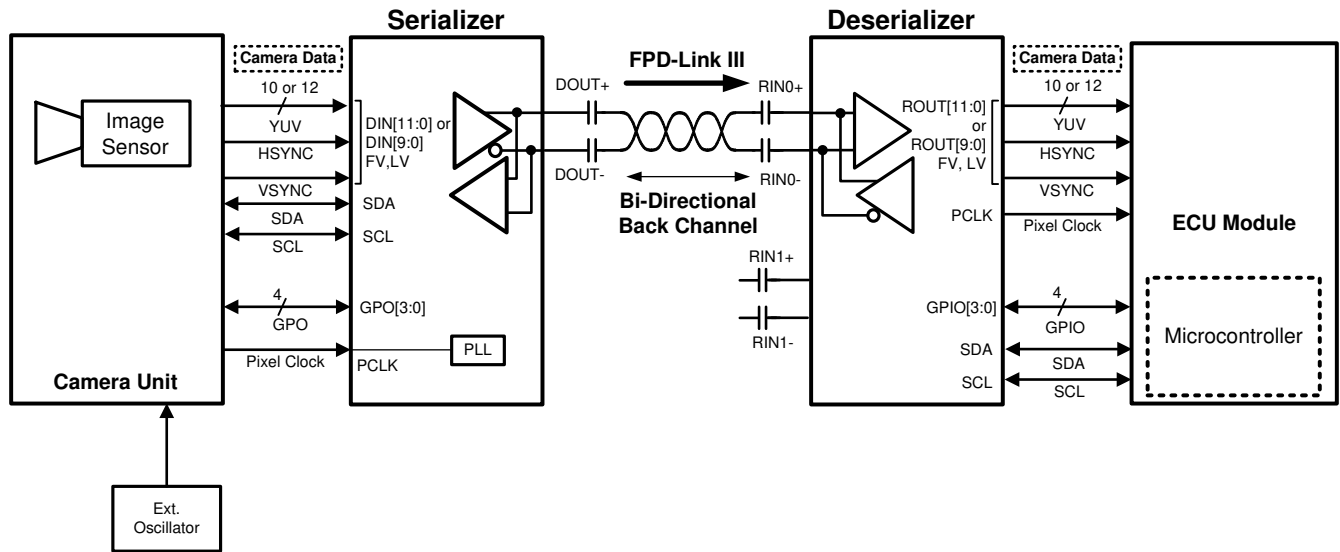 Serializer
Deserializer
Camera Data
FPD-Link III
Camera Data
Image
Sensor
10 or 12
YUV
HSYNC
VSYNC
SDA
SCL
4
GPO
Pixel Clock
Camera Unit
Ext.
Oscillator
DIN[11:0] or
DIN[9:0]
FV,LV
SDA
SCL
GPO[3:0]
PCLK
PLL
DOUT+
DOUT-
RIN0+
RIN0-
Bi-Directional
Back Channel
RIN1+
RIN1-
ROUT[11:0]
or
ROUT[9:0]
FV, LV
PCLK
GPIO[3:0]
SDA
SCL
10 or 12
YUV
HSYNC
VSYNC
Pixel Clock
4
GPIO
SDA
SCL
ECU Module
Microcontroller